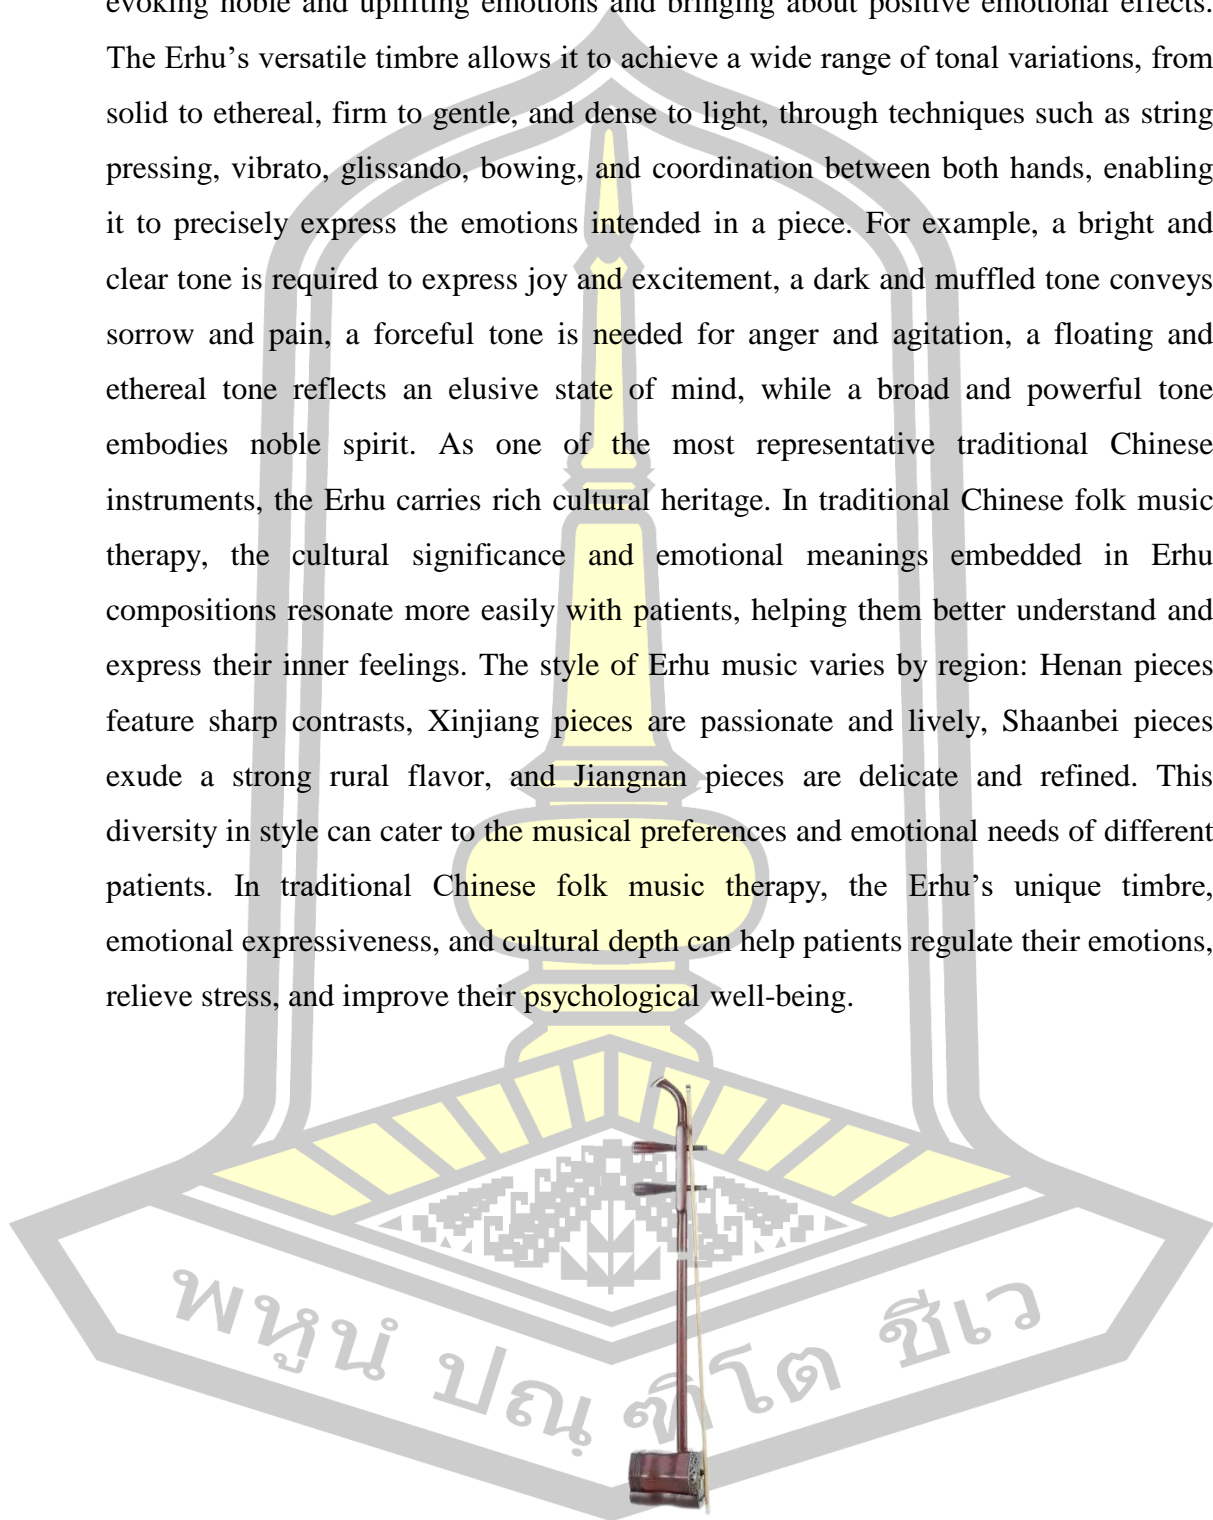 evoking noble and uplifting emotions and bringing about positive emotional effects.
The Erhu’s versatile timbre allows it to achieve a wide range of tonal variations, from
solid to ethereal, firm to gentle, and dense to light, through techniques such as string
pressing, vibrato, glissando, bowing, and coordination between both hands, enabling
it to precisely express the emotions intended in a piece. For example, a bright and
clear tone is required to express joy and excitement, a dark and muffled tone conveys
sorrow and pain, a forceful tone is needed for anger and agitation, a floating and
ethereal tone reflects an elusive state of mind, while a broad and powerful tone
embodies noble spirit. As one of the most representative traditional Chinese
instruments, the Erhu carries rich cultural heritage. In traditional Chinese folk music
therapy, the cultural significance and emotional meanings embedded in Erhu
compositions resonate more easily with patients, helping them better understand and
express their inner feelings. The style of Erhu music varies by region: Henan pieces
feature sharp contrasts, Xinjiang pieces are passionate and lively, Shaanbei pieces
exude a strong rural flavor, and Jiangnan pieces are delicate and refined. This
diversity in style can cater to the musical preferences and emotional needs of different
patients. In traditional Chinese folk music therapy, the Erhu’s unique timbre,
emotional expressiveness, and cultural depth can help patients regulate their emotions,
relieve stress, and improve their psychological well-being.
พหูนํ ปณฺฑิโต ชีเว